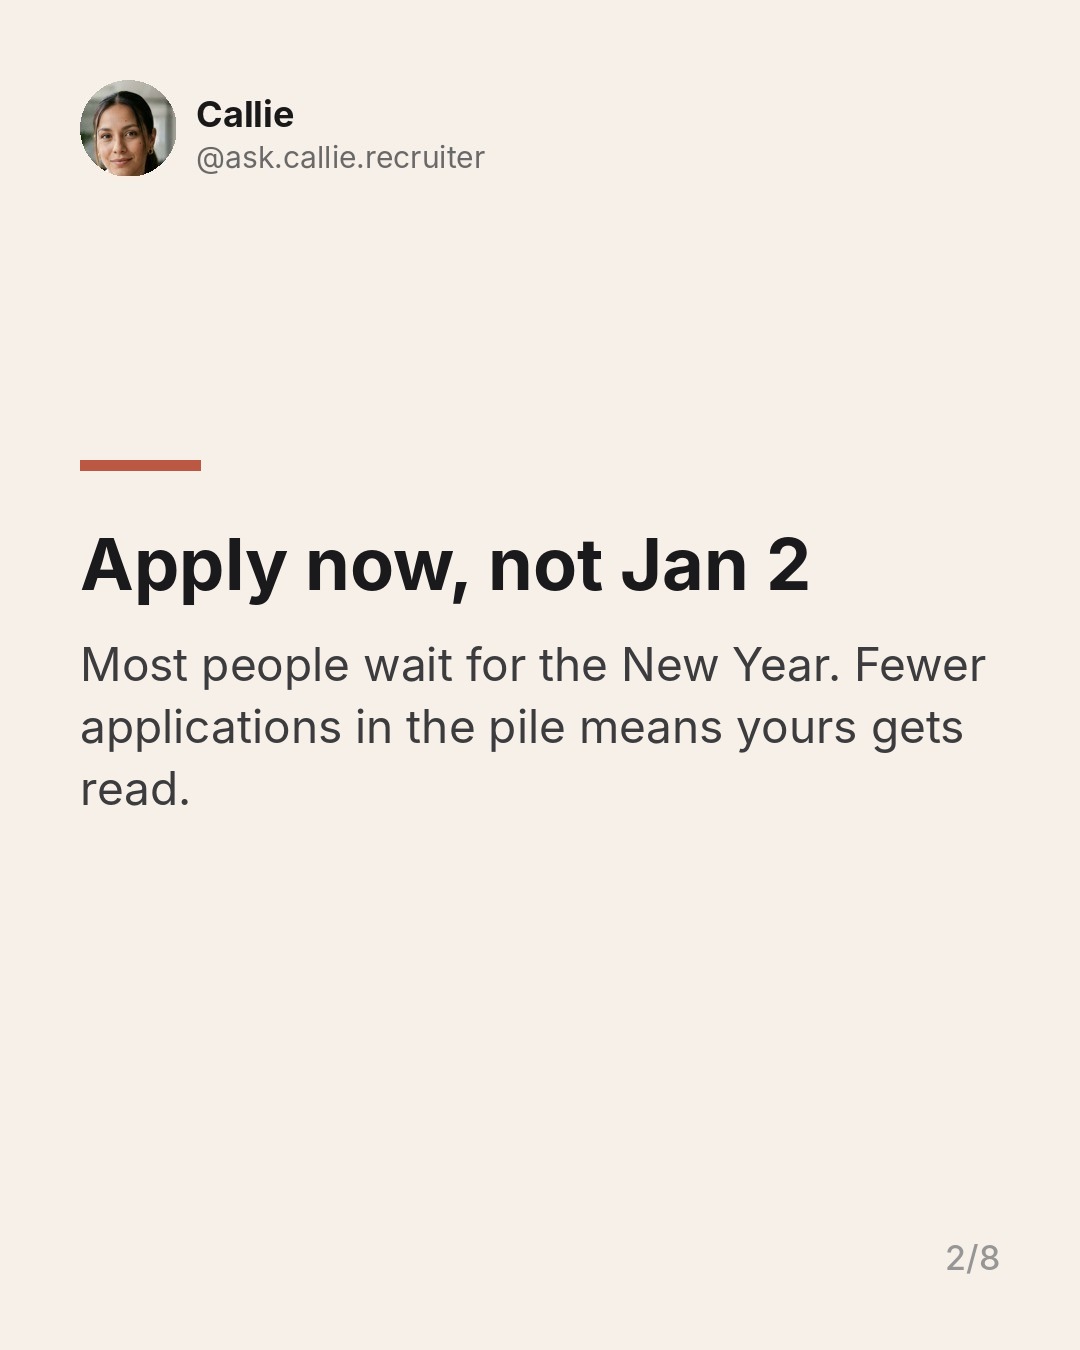 Callie
@ask.callie.recruiter
Apply now, not Jan 2
Most people wait for the New Year. Fewer
applications in the pile means yours gets
read.
2/8